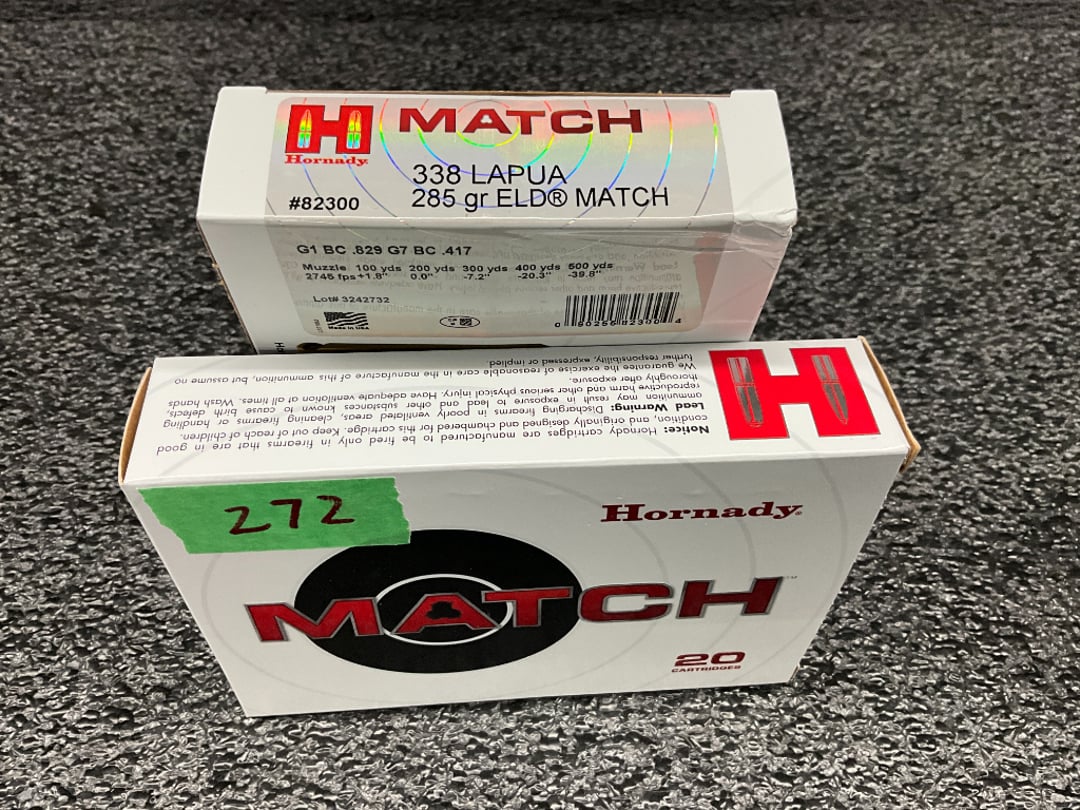 H MATCH
Hornady
338 LAPUA
#82300 285 gr ELD® MATCH
G1 BC .829 G7 BC .417
Muzzle 100 yds 200 yds 300 yds 400 yds 500 yds
2745 fps +1.8" 0.0" -7.2" -20.3" -39.8"
Lot# 3242732
Made in USA
0 90255 82300 4
Notice: Hornady cartridges are manufactured to be fired only in firearms that are in good
condition, and originally designed and chambered for this cartridge. Keep out of reach of children.
Lead Warning: Discharging firearms in poorly ventilated areas, cleaning firearms or handling
ammunition may result in exposure to lead and other substances known to cause birth defects,
reproductive harm and other serious physical injury. Have adequate ventilation at all times. Wash hands
thoroughly after exposure.
We guarantee the exercise of reasonable care in the manufacture of this ammunition, but assume no
further responsibility, expressed or implied.
H
272
Hornady®
MATCH™
20
CARTRIDGES